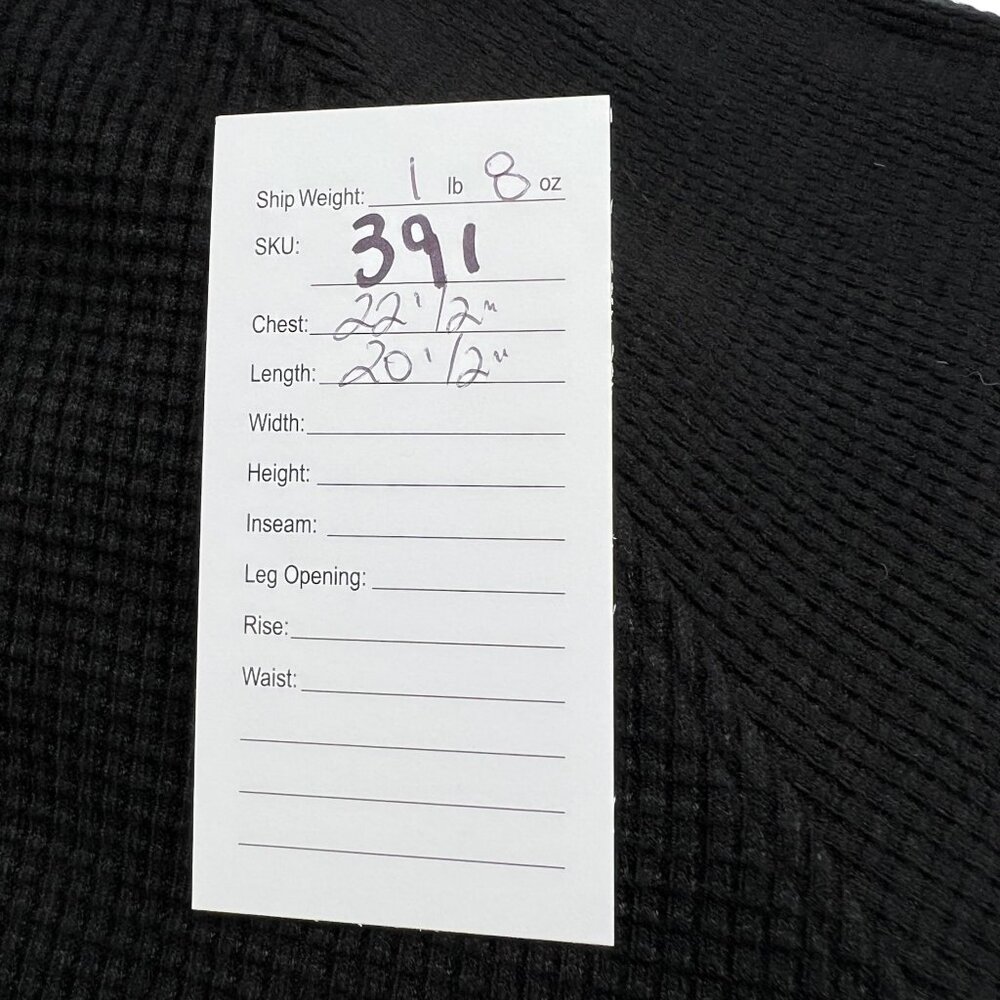 Ship Weight: 1 lb 8 oz
SKU: 391
Chest: 22 1/2"
Length: 20 1/2"
Width:
Height:
Inseam:
Leg Opening:
Rise:
Waist: